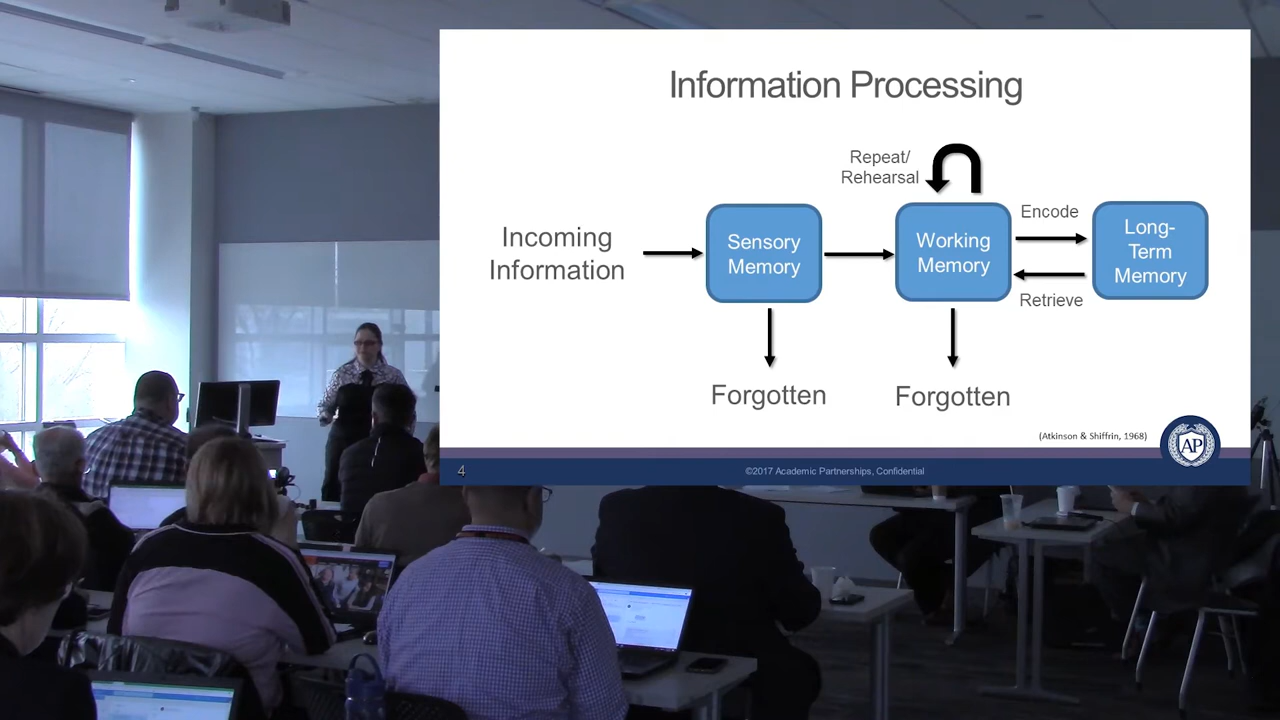 Information Processing
Repeat/
Rehearsal
Encode
Incoming
Information
Sensory
Memory
Working
Memory
Long-
Term
Memory
Retrieve
Forgotten
Forgotten
(Atkinson & Shiffrin, 1968)
AP
4
©2017 Academic Partnerships, Confidential